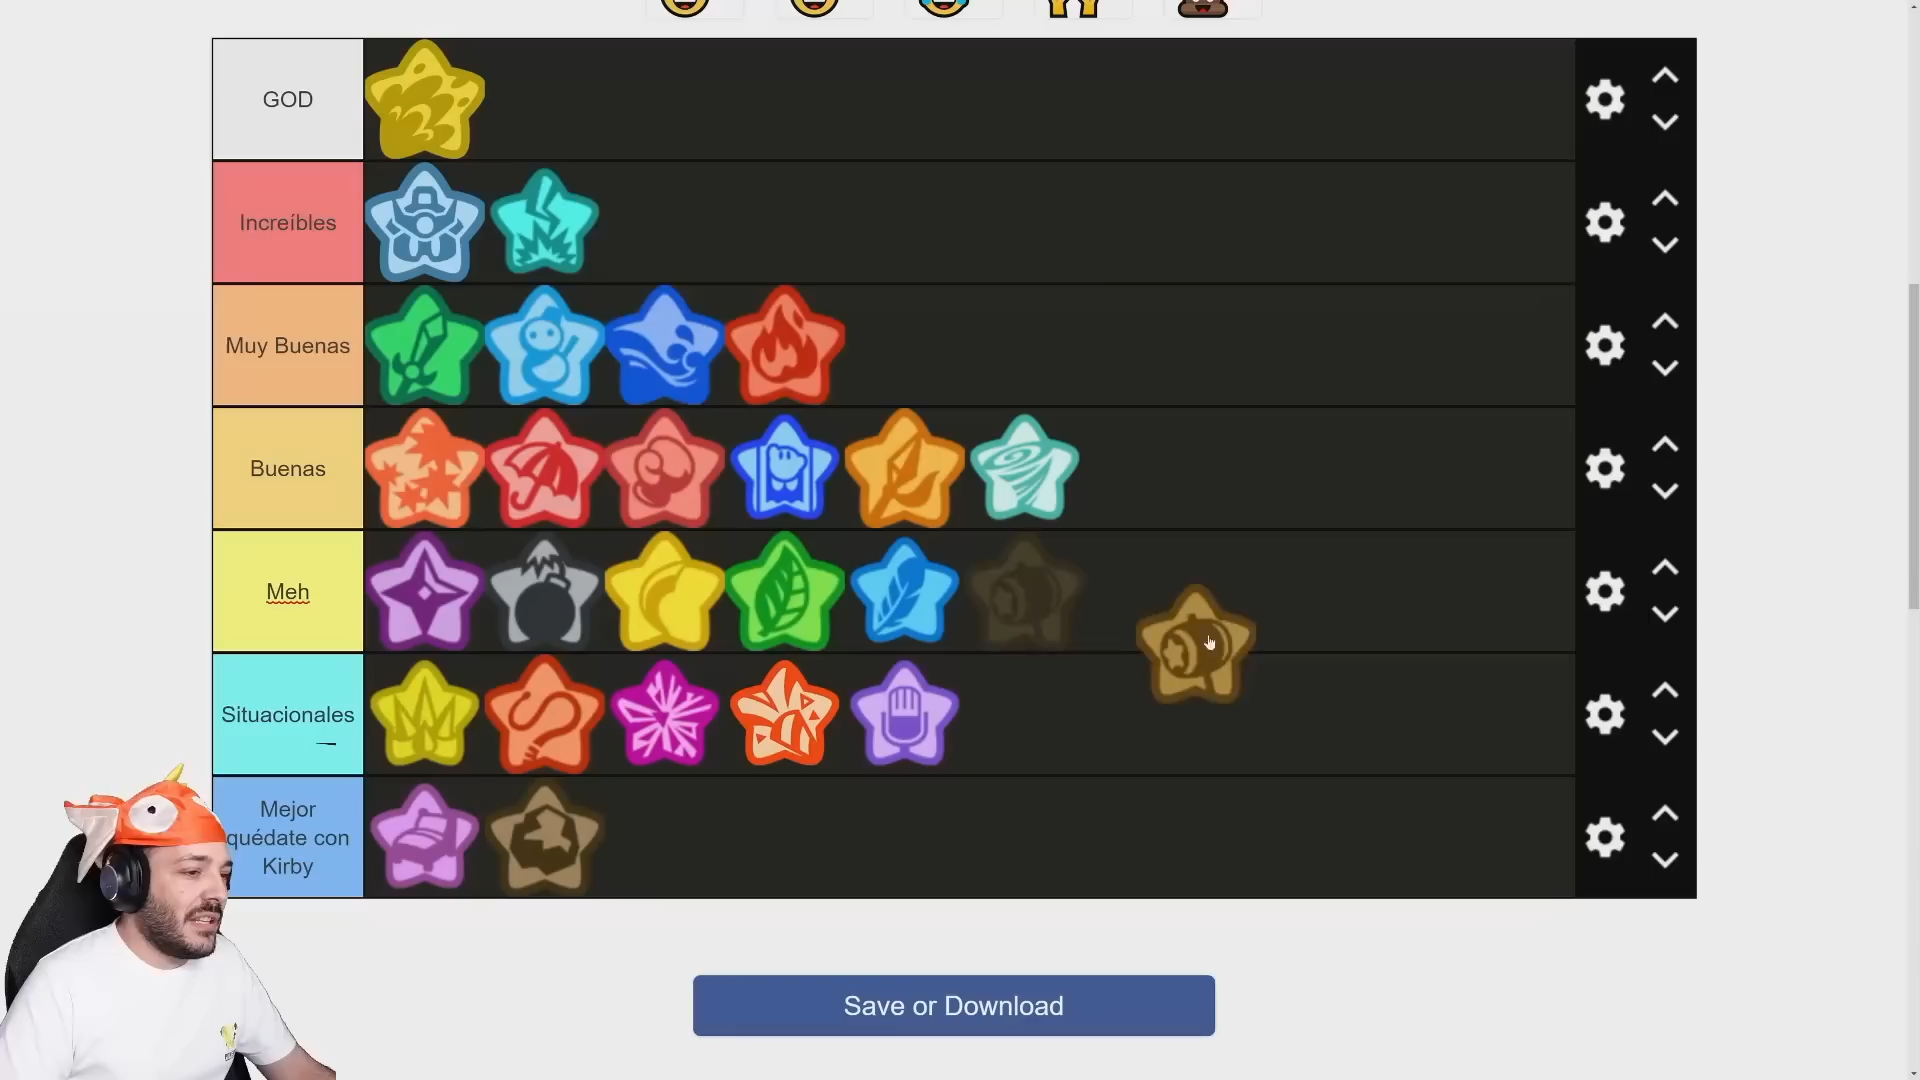 GOD
Increíbles
Muy Buenas
Buenas
Meh
Situacionales
Mejor
quédate con
Kirby
Save or Download